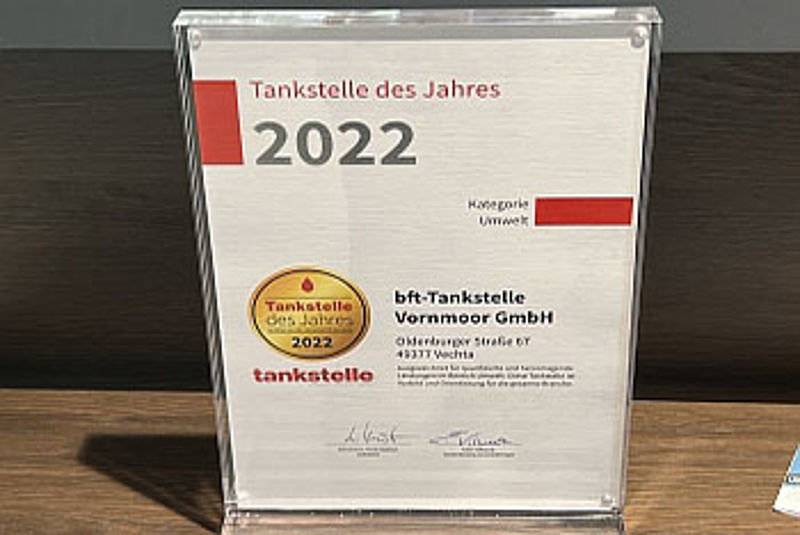 Tankstelle des Jahres
2022
Kategorie
Umwelt
Tankstelle
des Jahres
2022
tankstelle
bft-Tankstelle
Vornmoor GmbH
Oldenburger Straße 67
49377 Vechta